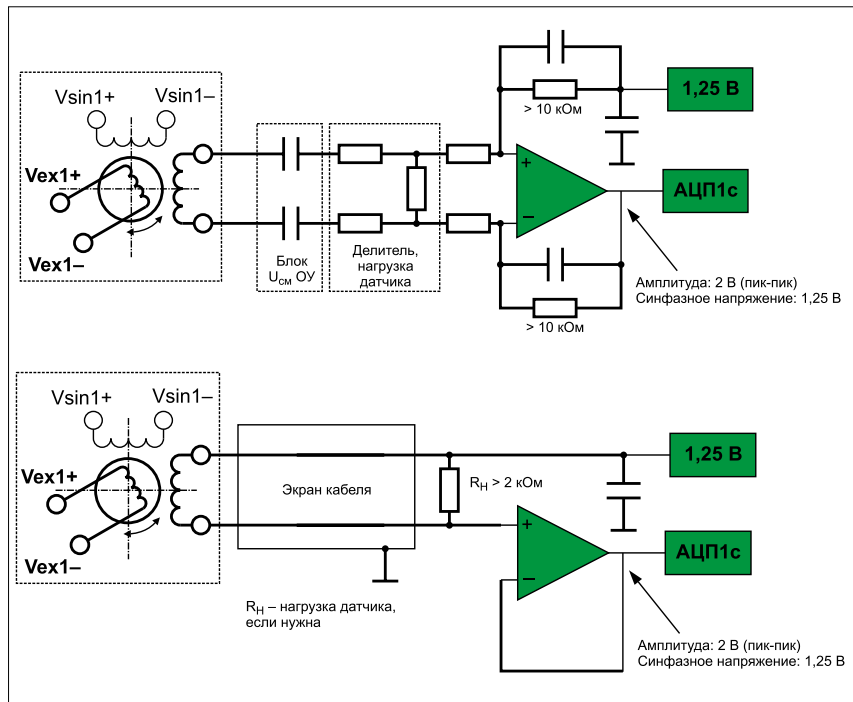 Vsin1+ Vsin1–
Vex1+
Vex1–
Блок
Uсм ОУ
Делитель,
нагрузка
датчика
> 10 кОм
1,25 В
+
–
АЦП1с
> 10 кОм
Амплитуда: 2 В (пик-пик)
Синфазное напряжение: 1,25 В
Vsin1+ Vsin1–
Vex1+
Vex1–
Экран кабеля
RН > 2 кОм
1,25 В
+
–
АЦП1с
RН – нагрузка датчика,
если нужна
Амплитуда: 2 В (пик-пик)
Синфазное напряжение: 1,25 В